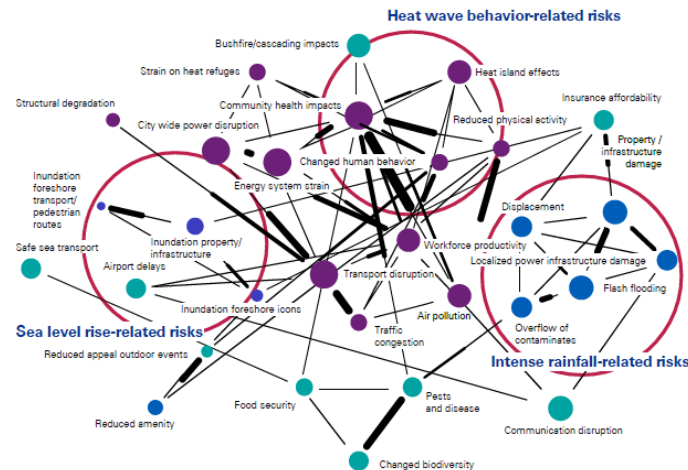 Heat wave behavior-related risks
Bushfire/cascading impacts
Strain on heat refuges
Heat island effects
Structural degradation
Community health impacts
Insurance affordability
City wide power disruption
Reduced physical activity
Property /
infrastructure
damage
Changed human behavior
Energy system strain
Inundation
foreshore
transport/
pedestrian
routes
Displacement
Inundation property/
infrastructure
Workforce productivity
Localized power infrastructure damage
Safe sea transport
Airport delays
Transport disruption
Flash flooding
Inundation foreshore icons
Air pollution
Sea level rise-related risks
Traffic
congestion
Overflow of
contaminates
Reduced appeal outdoor events
Intense rainfall-related risks
Food security
Pests
and disease
Reduced amenity
Communication disruption
Changed biodiversity